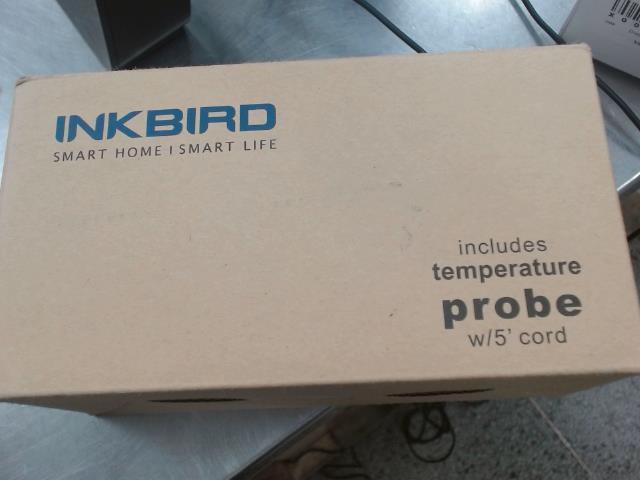 INKBIRD
SMART HOME | SMART LIFE
includes
temperature
probe
w/5' cord